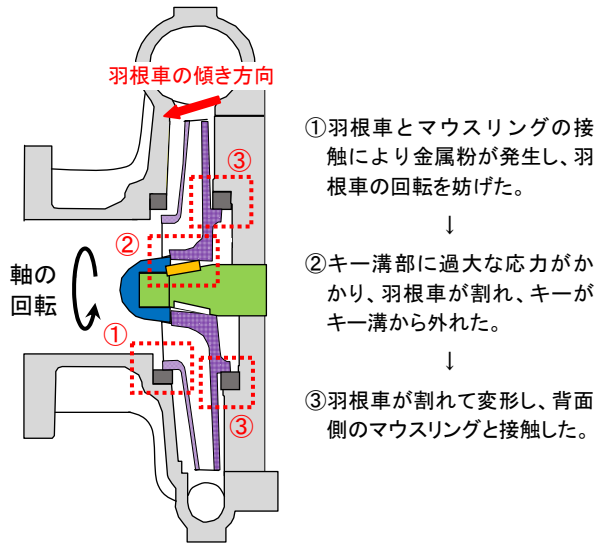 羽根車の傾き方向
③
②
軸の
回転
①
③
①羽根車とマウスリングの接
触により金属粉が発生し、羽
根車の回転を妨げた。
↓
②キー溝部に過大な応力がか
かり、羽根車が割れ、キーが
キー溝から外れた。
↓
③羽根車が割れて変形し、背面
側のマウスリングと接触した。